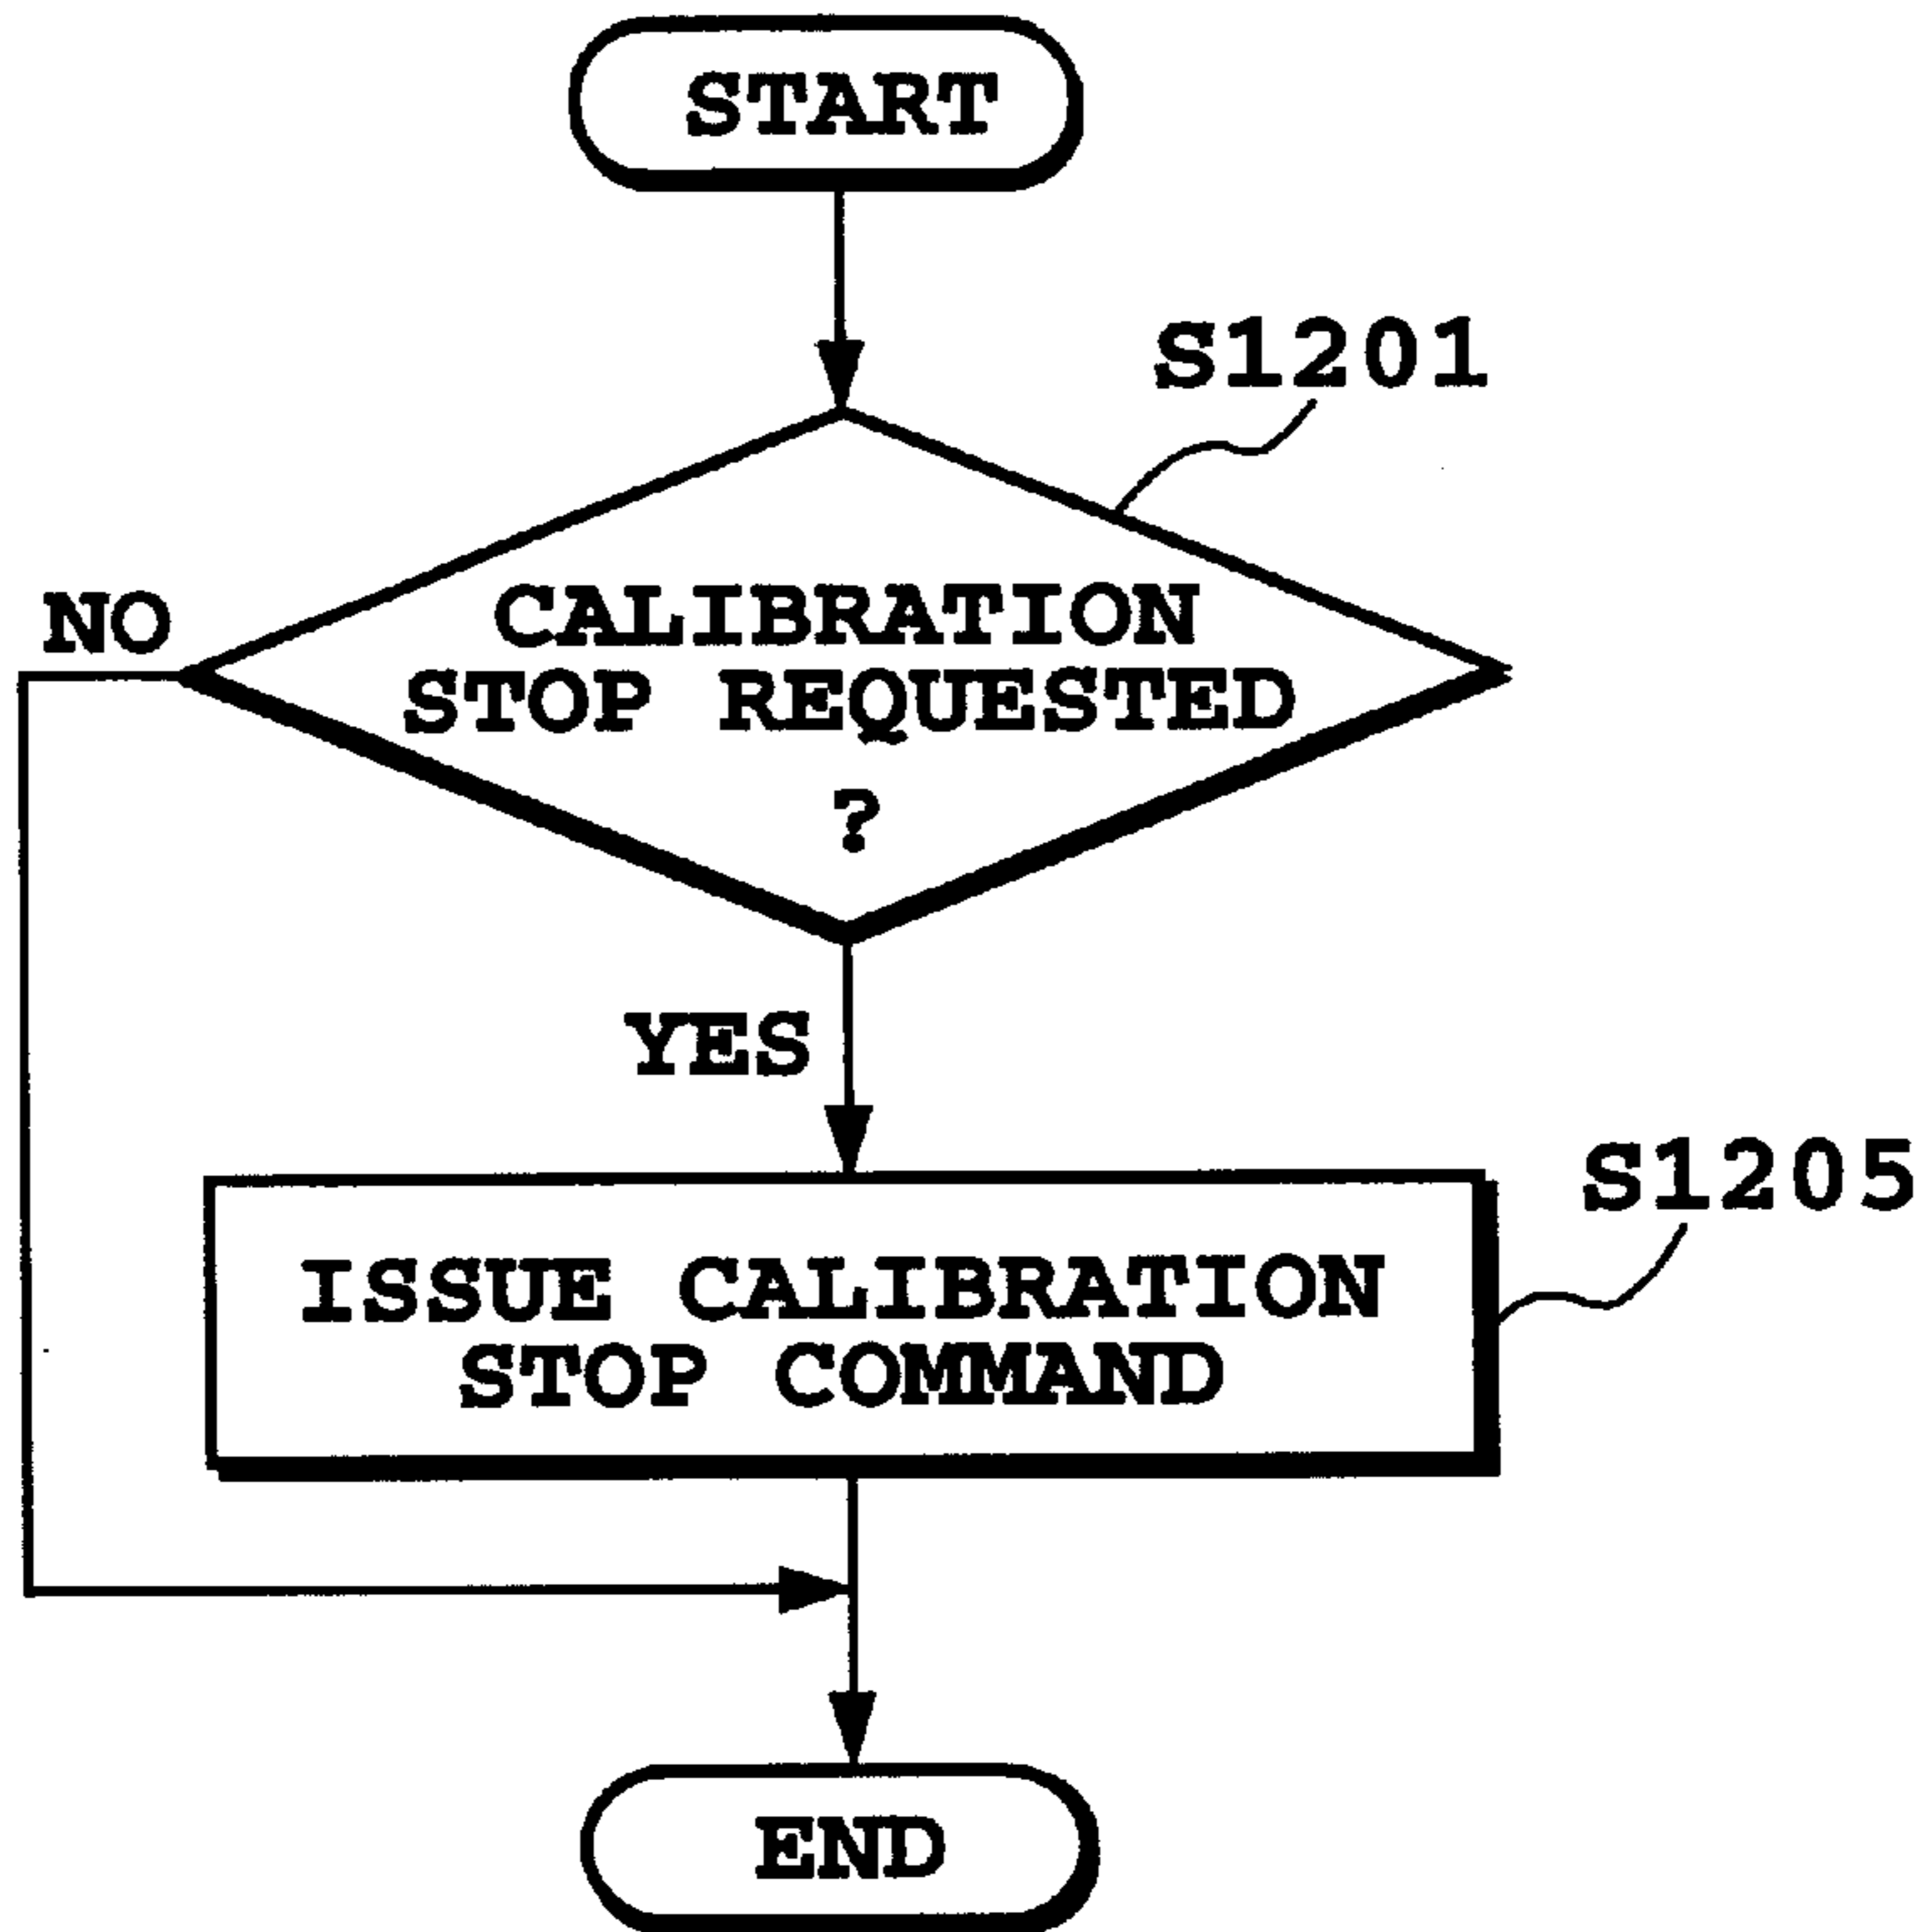 START
S1201
CALIBRATION
STOP REQUESTED
?
NO
YES
S1205
ISSUE CALIBRATION
STOP COMMAND
END